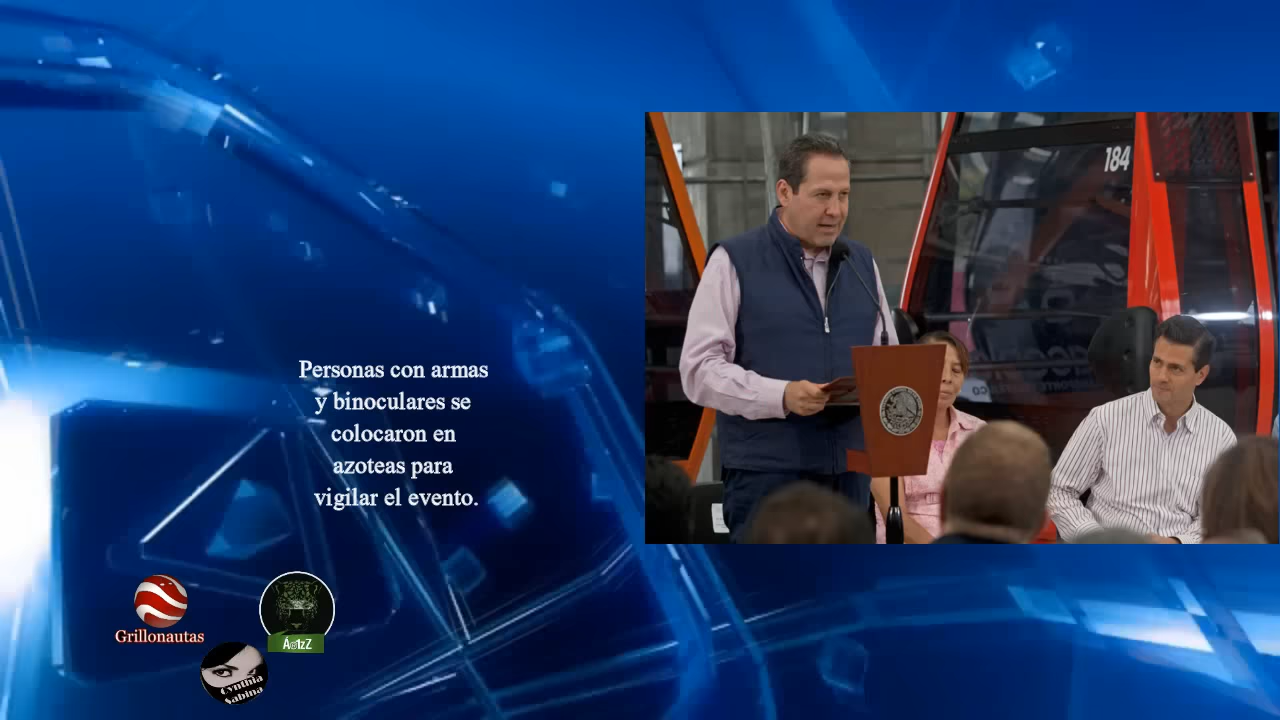 184
Personas con armas
y binoculares se
colocaron en
azoteas para
vigilar el evento.
Grillonautas
Cynthia
Sabina